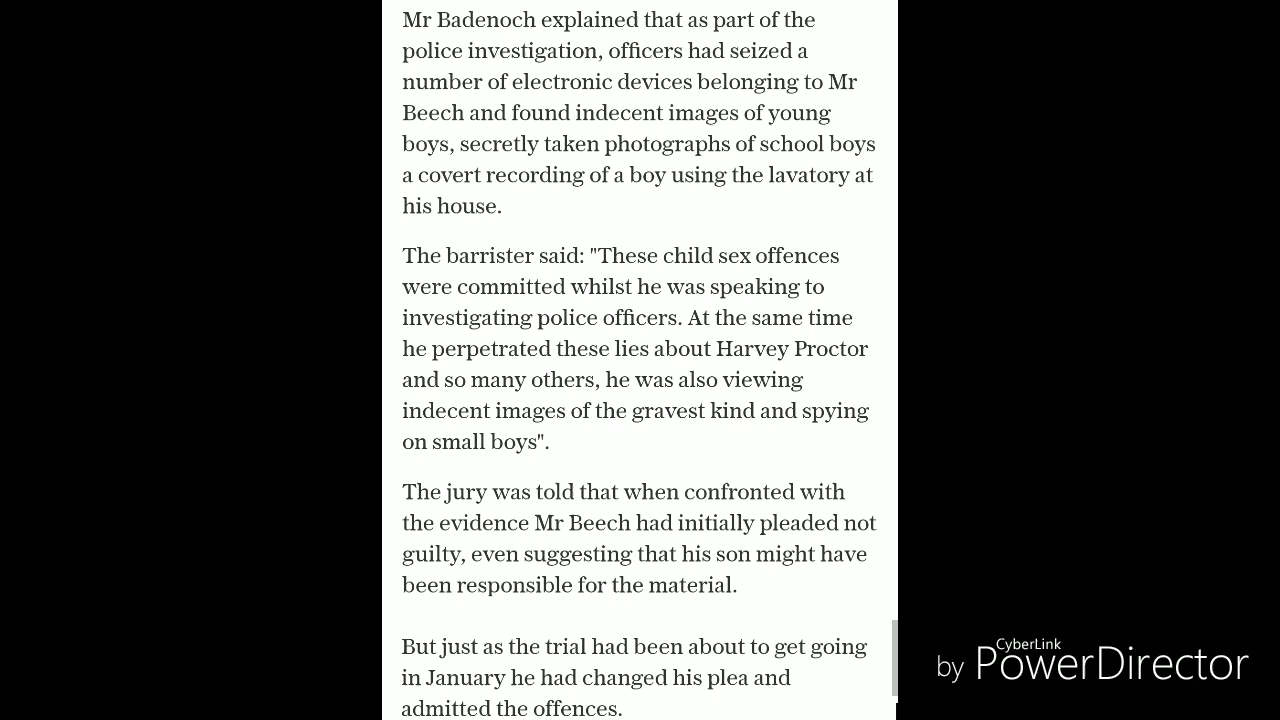 Mr Badenoch explained that as part of the
police investigation, officers had seized a
number of electronic devices belonging to Mr
Beech and found indecent images of young
boys, secretly taken photographs of school boys
a covert recording of a boy using the lavatory at
his house.
The barrister said: "These child sex offences
were committed whilst he was speaking to
investigating police officers. At the same time
he perpetrated these lies about Harvey Proctor
and so many others, he was also viewing
indecent images of the gravest kind and spying
on small boys".
The jury was told that when confronted with
the evidence Mr Beech had initially pleaded not
guilty, even suggesting that his son might have
been responsible for the material.
But just as the trial had been about to get going
in January he had changed his plea and
admitted the offences.
CyberLink
by PowerDirector